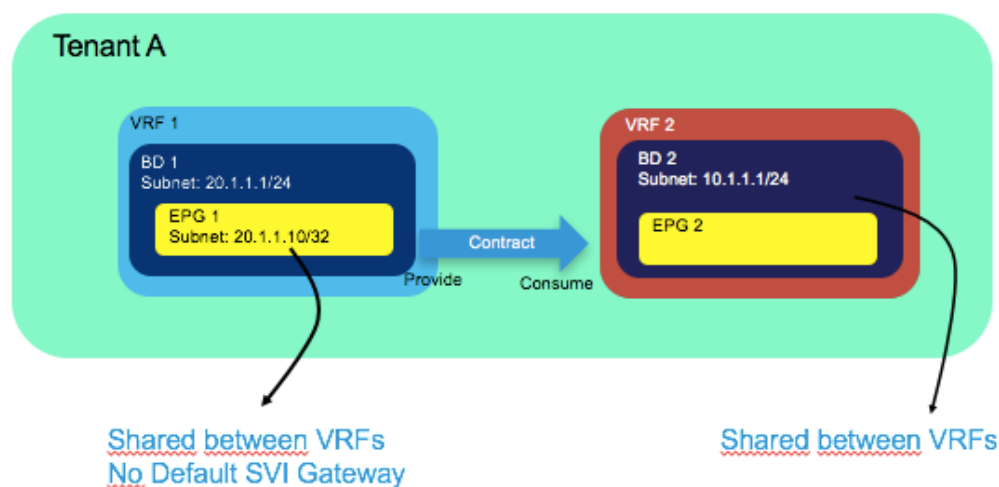 Tenant A
VRF 1
BD 1
Subnet: 20.1.1.1/24
EPG 1
Subnet: 20.1.1.10/32
Contract
Provide
Consume
VRF 2
BD 2
Subnet: 10.1.1.1/24
EPG 2
Shared between VRFs
No Default SVI Gateway
Shared between VRFs